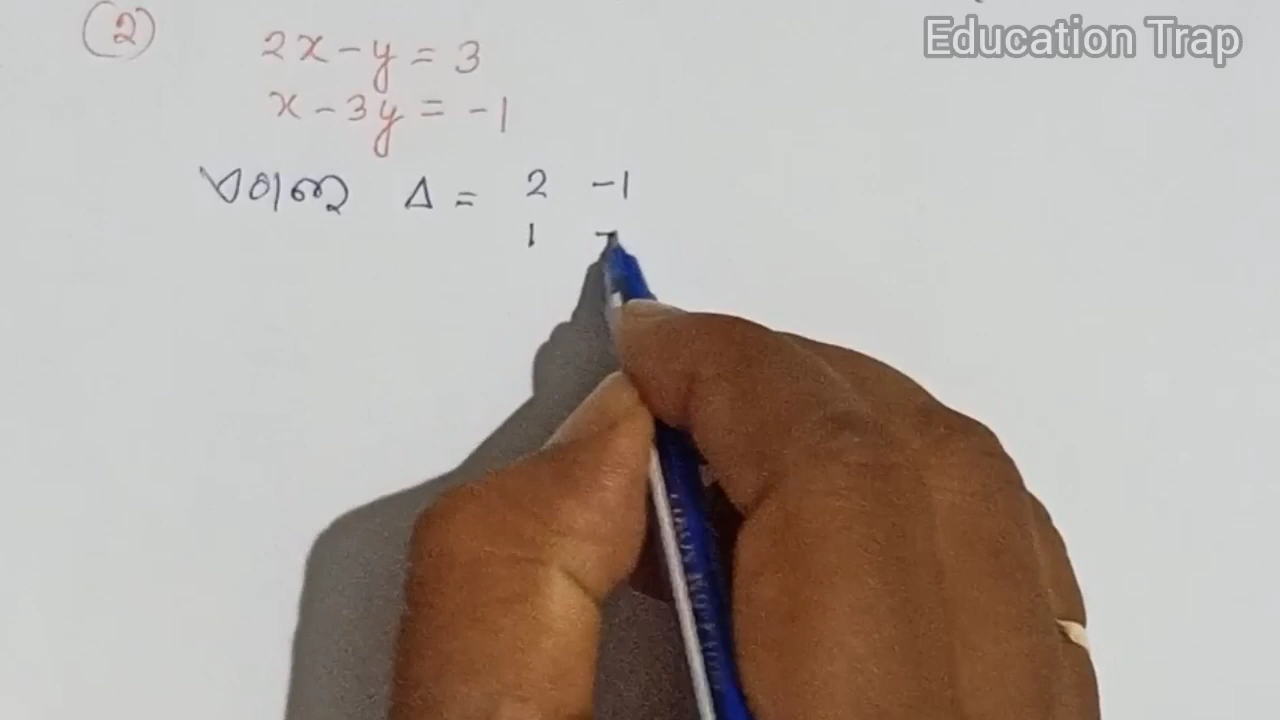 Education Trap
(2) 2x - y = 3
x - 3y = -1
Δ = 2 -1
1 -